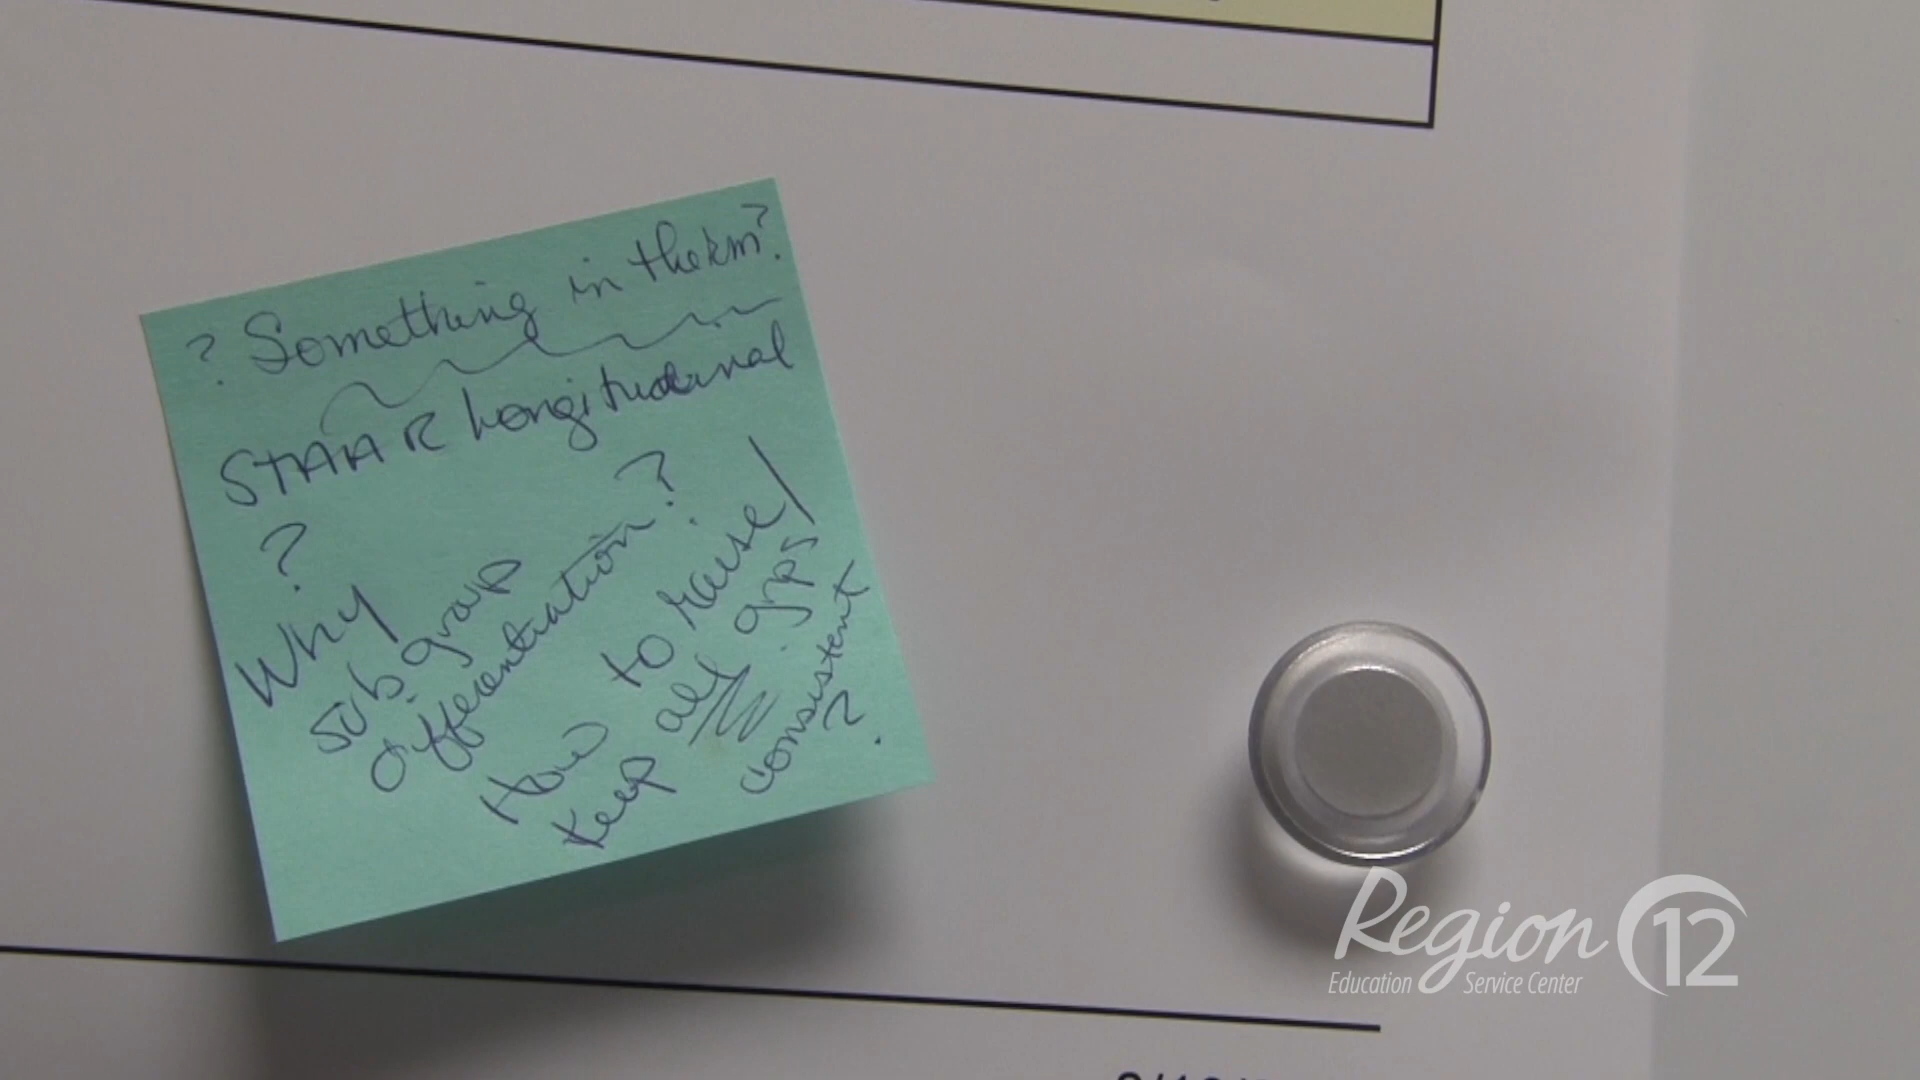 ? Something in the km?
STAAR Longitudinal
?
Why
sub. group
differentiation?
How to raise/
keep all grps
consistent
?
Region 12
Education Service Center